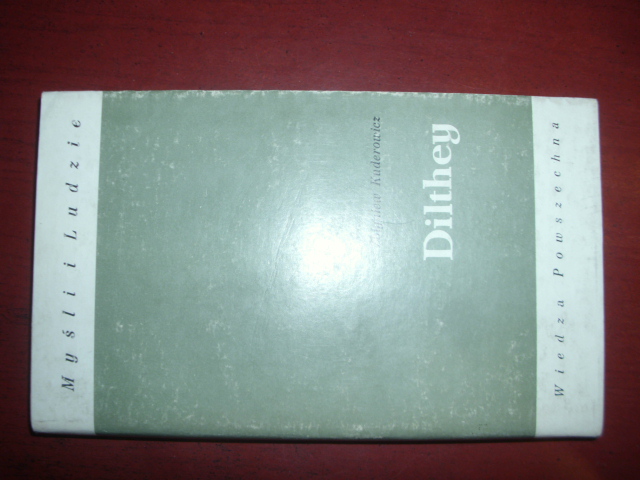 Myśli i Ludzie
Kuderowicz
Dilthey
Wiedza Powszechna